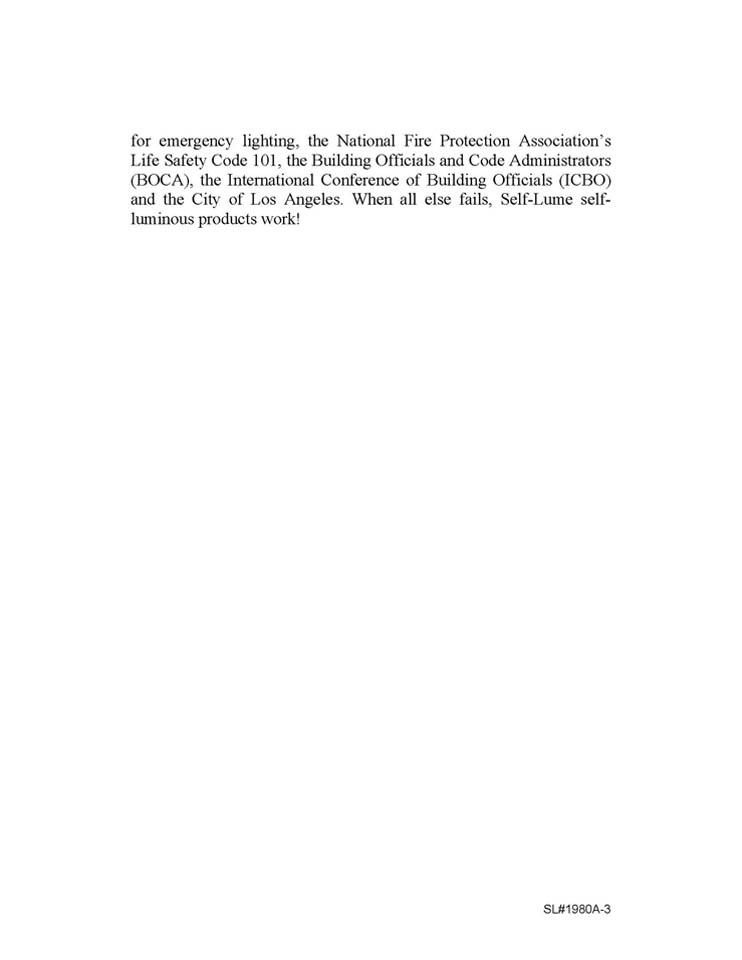 for emergency lighting, the National Fire Protection Association’s
Life Safety Code 101, the Building Officials and Code Administrators
(BOCA), the International Conference of Building Officials (ICBO)
and the City of Los Angeles. When all else fails, Self-Lume self-
luminous products work!
SL#1980A-3